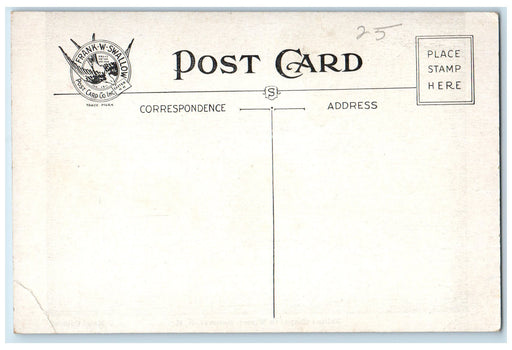 FRANK·W·SWALLOW
POST CARD CO. INC.
TRADE MARK
POST CARD
25
PLACE
STAMP
HERE
S
CORRESPONDENCE
ADDRESS